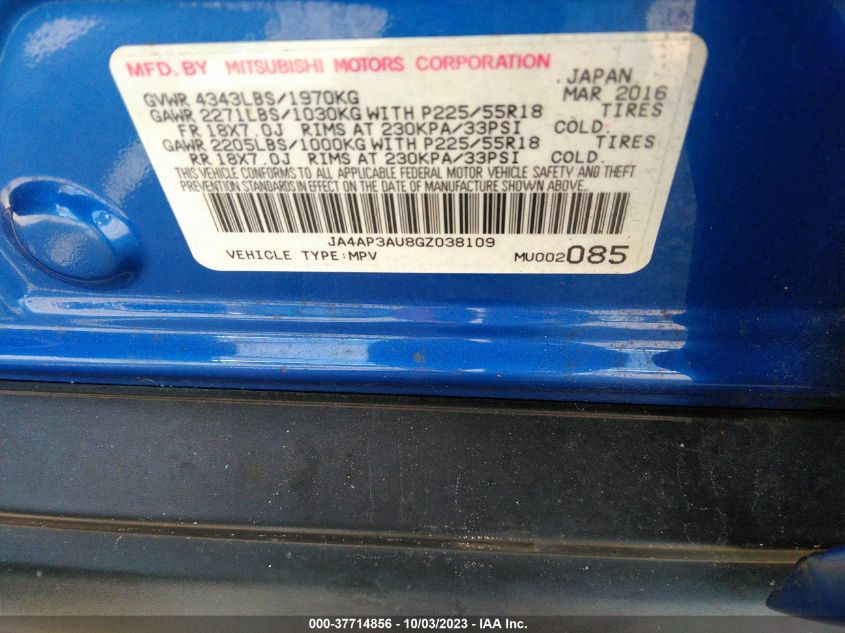 MFD. BY MITSUBISHI MOTORS CORPORATION JAPAN
GVWR 4343LBS/1970KG MAR 2016
GAWR 2271LBS/1030KG WITH P225/55R18 TIRES
FR 18X7.0J RIMS AT 230KPA/33PSI COLD.
GAWR 2205LBS/1000KG WITH P225/55R18 TIRES
RR 18X7.0J RIMS AT 230KPA/33PSI COLD.
THIS VEHICLE CONFORMS TO ALL APPLICABLE FEDERAL MOTOR VEHICLE SAFETY AND THEFT
PREVENTION STANDARDS IN EFFECT ON THE DATE OF MANUFACTURE SHOWN ABOVE.
JA4AP3AU8GZ038109
VEHICLE TYPE:MPV MU002085
000-37714856 - 10/03/2023 - IAA Inc.